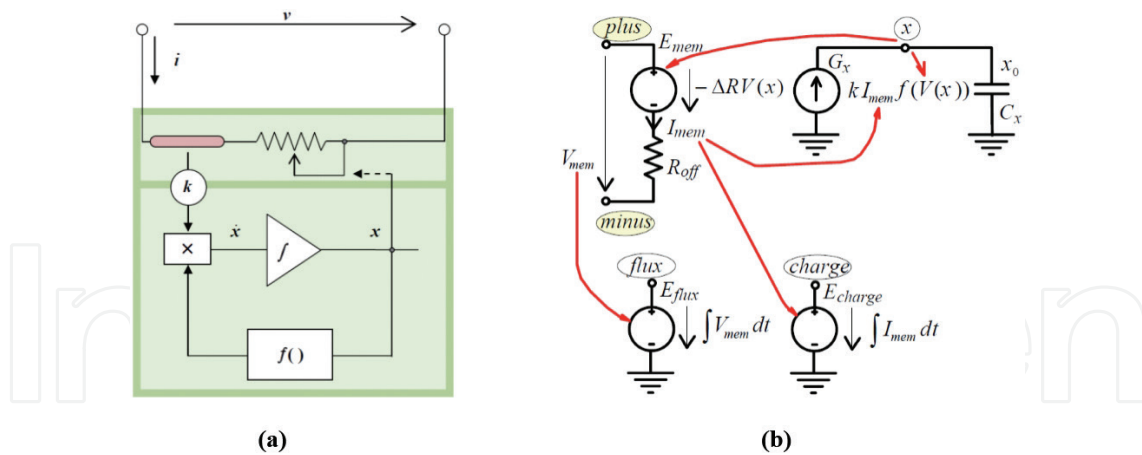 v
i
k
×
ẋ
∫
x
f()
(a)
plus
E_mem
− ΔRV(x)
I_mem
V_mem
R_off
minus
x
G_x
k I_mem f(V(x))
x_0
C_x
flux
E_flux
∫V_mem dt
charge
E_charge
∫I_mem dt
(b)